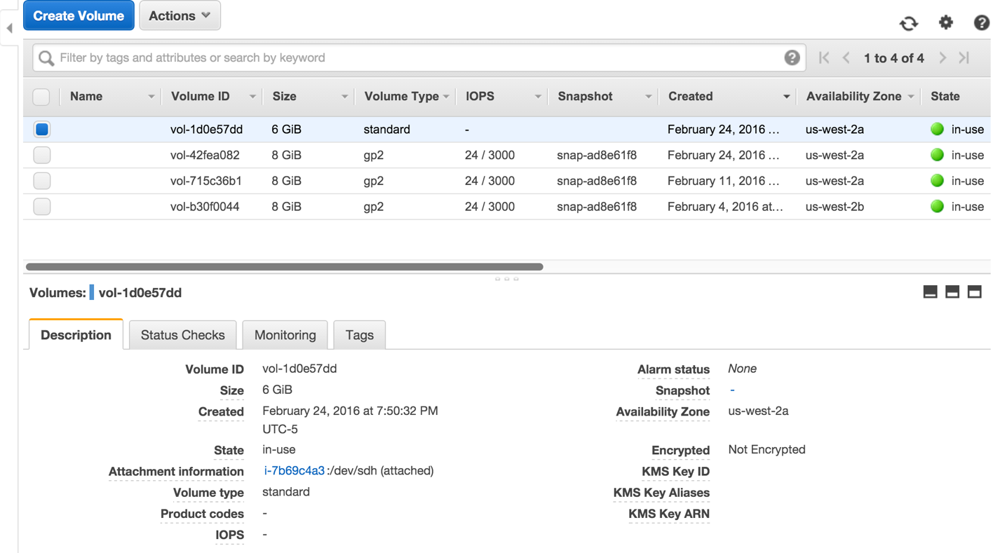 Create Volume Actions
Filter by tags and attributes or search by keyword 1 to 4 of 4
Name Volume ID Size Volume Type IOPS Snapshot Created Availability Zone State
vol-1d0e57dd 6 GiB standard - February 24, 2016 ... us-west-2a in-use
vol-42fea082 8 GiB gp2 24 / 3000 snap-ad8e61f8 February 24, 2016 ... us-west-2a in-use
vol-715c36b1 8 GiB gp2 24 / 3000 snap-ad8e61f8 February 11, 2016 ... us-west-2a in-use
vol-b30f0044 8 GiB gp2 24 / 3000 snap-ad8e61f8 February 4, 2016 at... us-west-2b in-use
Volumes: vol-1d0e57dd
Description Status Checks Monitoring Tags
Volume ID vol-1d0e57dd Alarm status None
Size 6 GiB Snapshot -
Created February 24, 2016 at 7:50:32 PM Availability Zone us-west-2a
UTC-5
State in-use Encrypted Not Encrypted
Attachment information i-7b69c4a3:/dev/sdh (attached) KMS Key ID
Volume type standard KMS Key Aliases
Product codes - KMS Key ARN
IOPS -